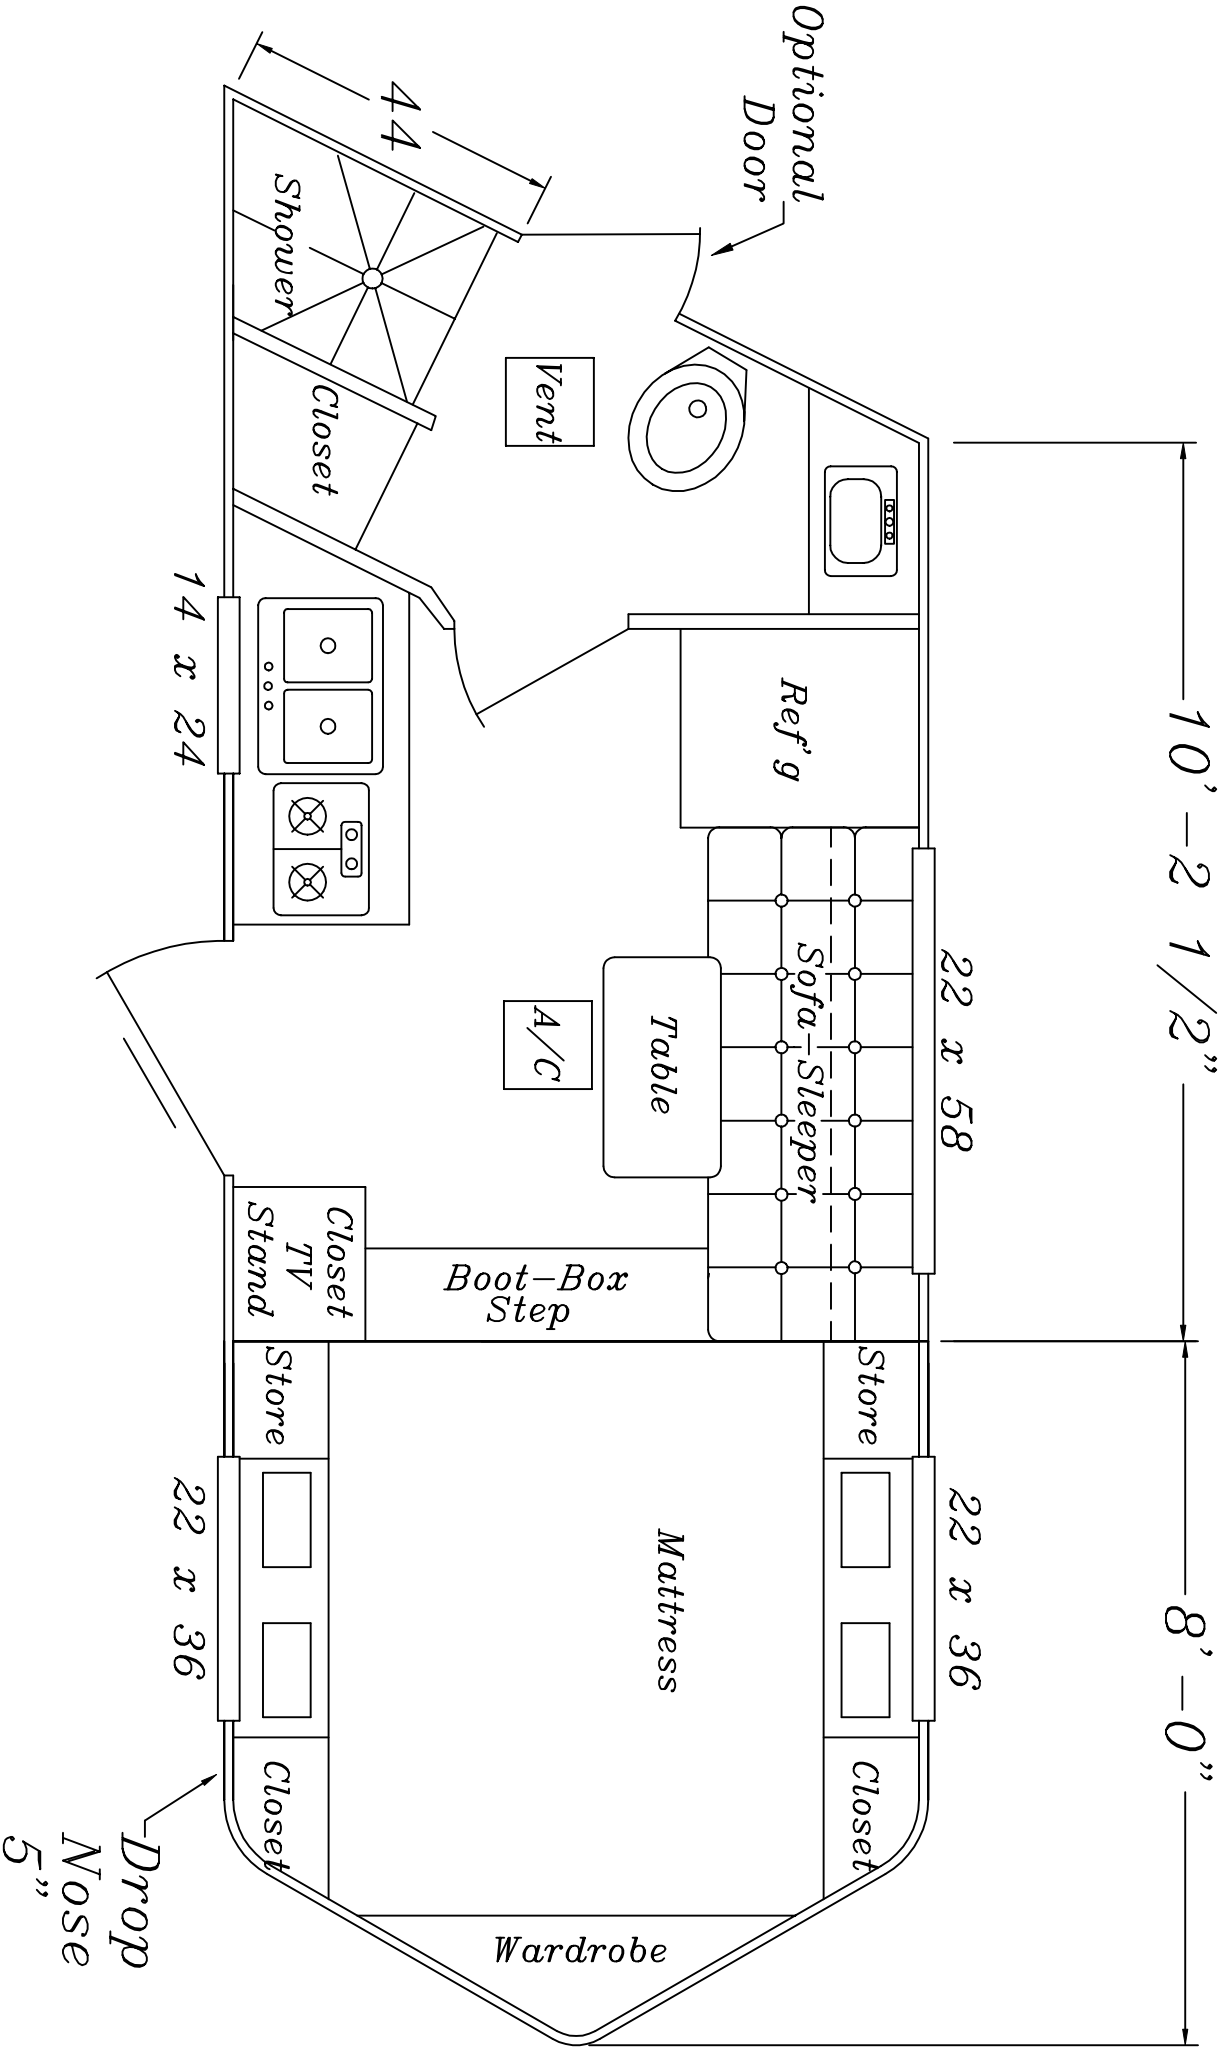 Optional
Door
44
Shower
Closet
Vent
10'-2 1/2"
14 x 24
Ref'g
22 x 58
Sofa-Sleeper
Table
A/C
Closet
TV
Stand
Boot-Box
Step
8'-0"
Store
Store
22 x 36
22 x 36
Mattress
Closet
Closet
Wardrobe
Drop
Nose
5"